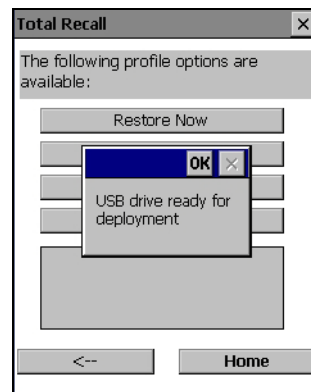 Total Recall
The following profile options are
available:
Restore Now
OK
USB drive ready for
deployment
<--
Home